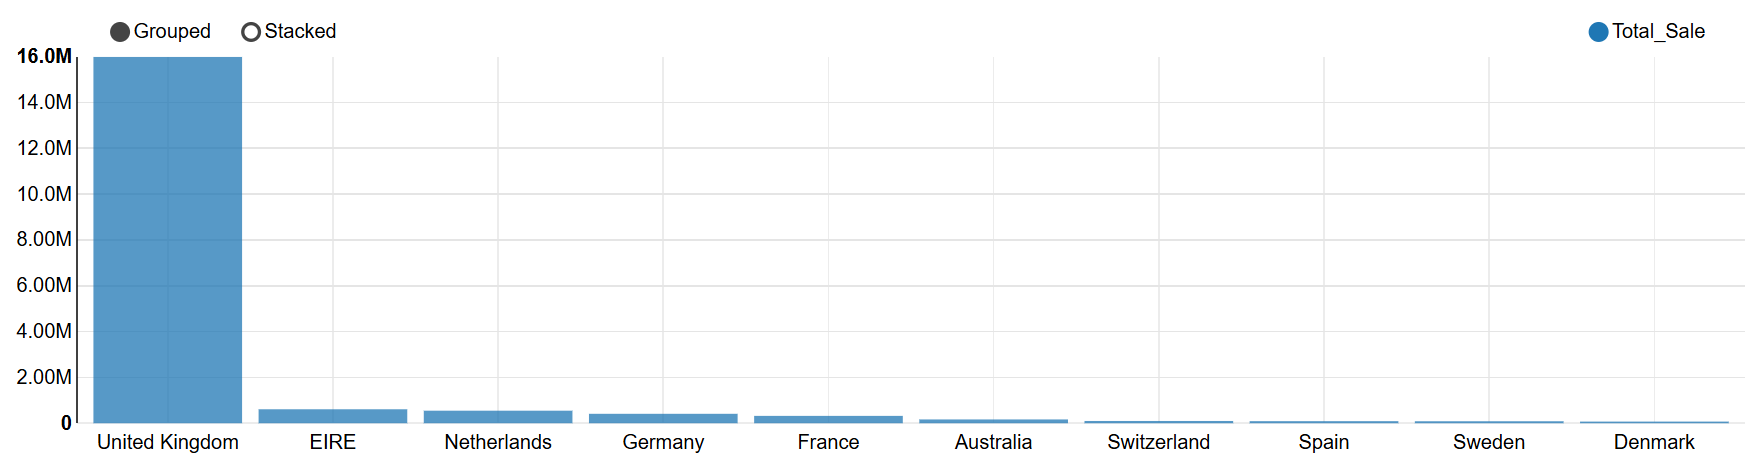 Grouped Stacked Total_Sale
16.0M
14.0M
12.0M
10.0M
8.00M
6.00M
4.00M
2.00M
0
United Kingdom EIRE Netherlands Germany France Australia Switzerland Spain Sweden Denmark